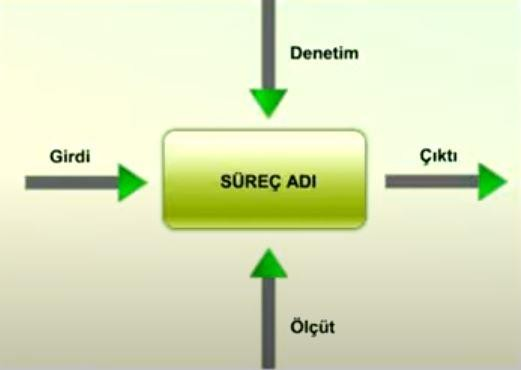 Denetim
Girdi
SÜREÇ ADI
Çıktı
Ölçüt